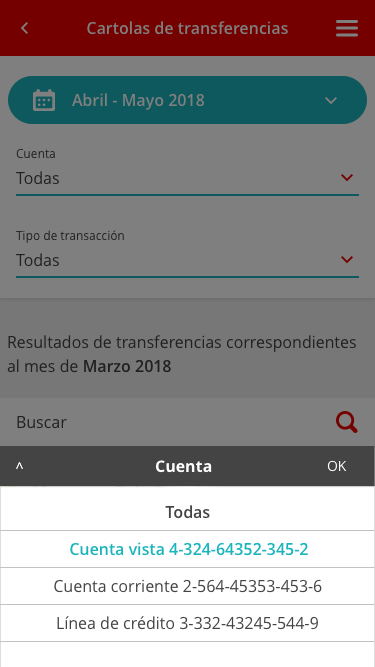 Cartolas de transferencias
Abril - Mayo 2018
Cuenta
Todas
Tipo de transacción
Todas
Resultados de transferencias correspondientes
al mes de Marzo 2018
Buscar
^ Cuenta OK
Todas
Cuenta vista 4-324-64352-345-2
Cuenta corriente 2-564-45353-453-6
Línea de crédito 3-332-43245-544-9